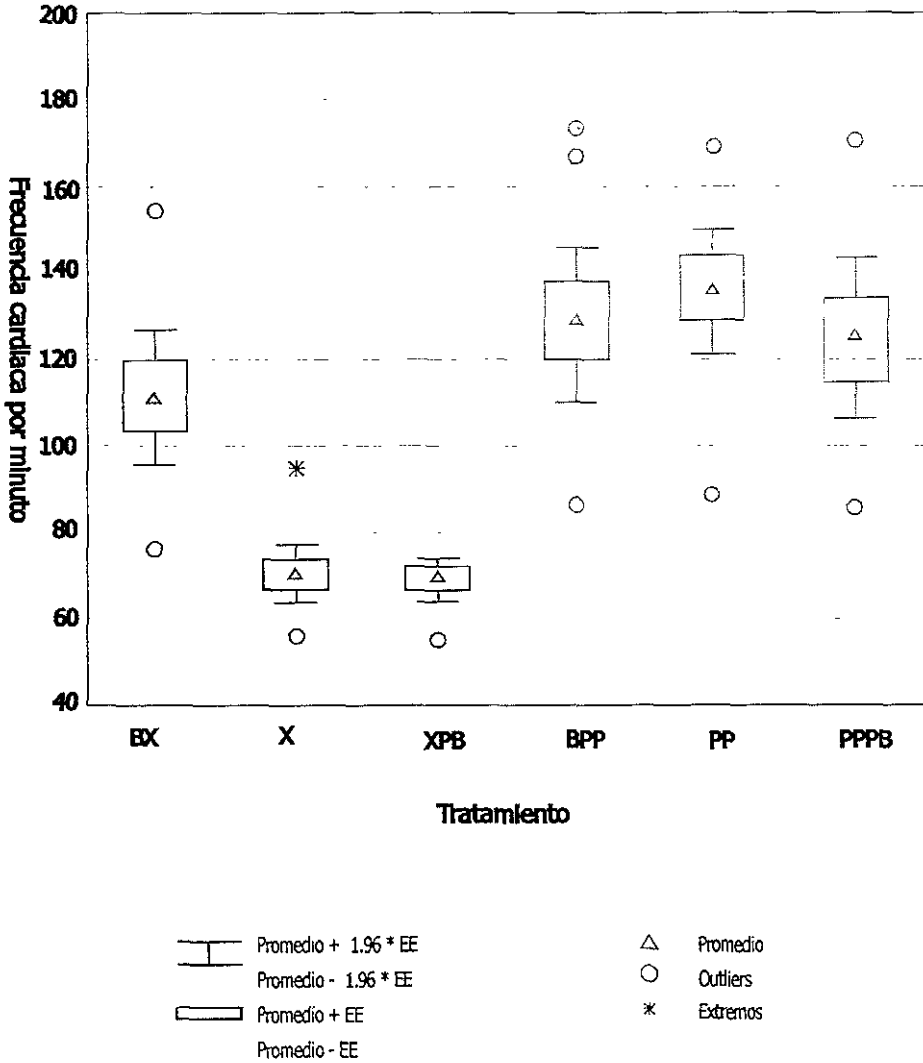 200
180
160
140
120
100
80
60
40
Frecuencia cardíaca por minuto
BX X XPB BPP PP PPPB
Tratamiento
Promedio + 1.96 * EE
Promedio - 1.96 * EE
Promedio + EE
Promedio - EE
Promedio
Outliers
Extremos